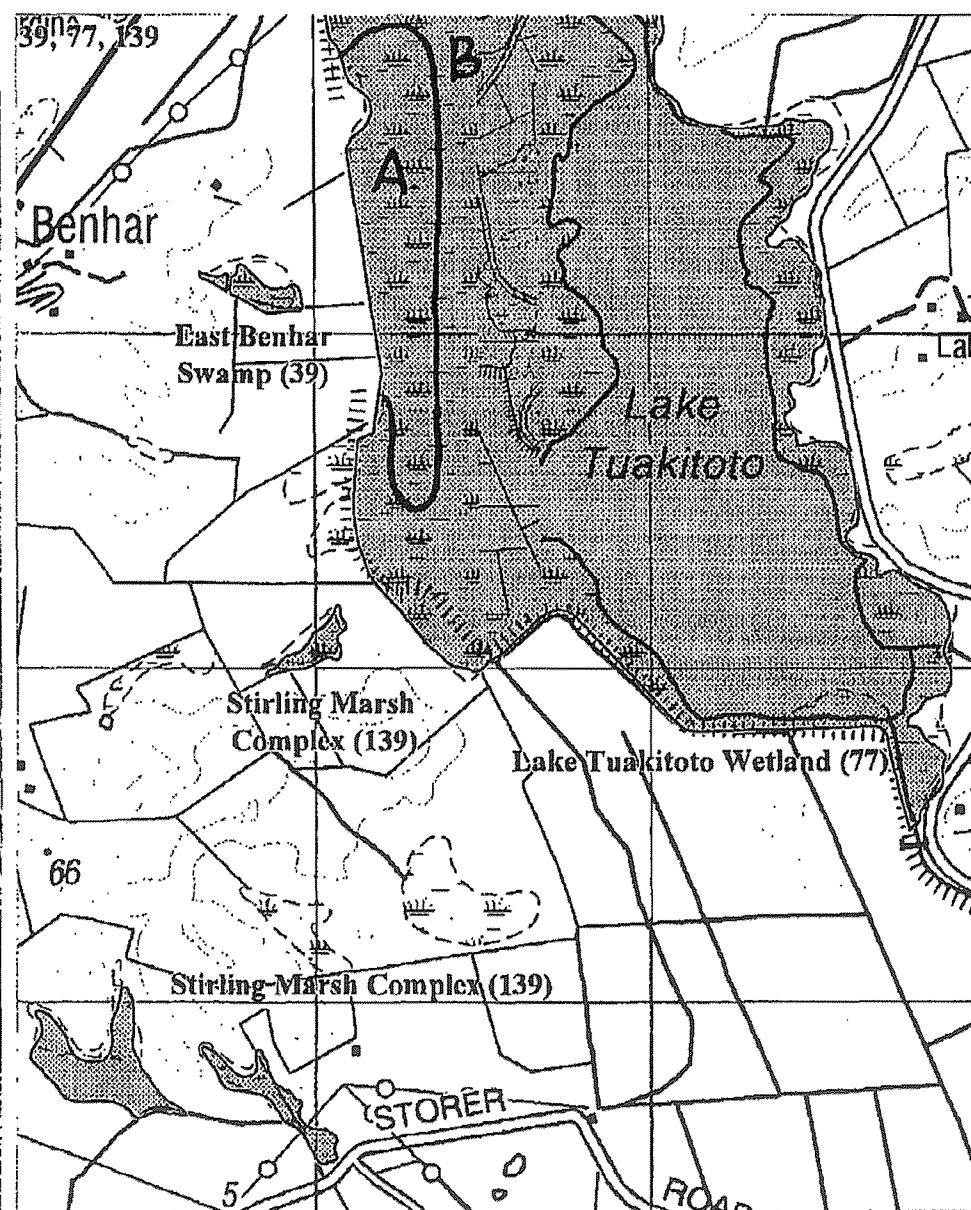 39, 77, 139
B
A
Benhar
East Benhar
Swamp (39)
Lake
Tuakitoto
Stirling Marsh
Complex (139)
Lake Tuakitoto Wetland (77)
66
Stirling Marsh Complex (139)
STORER
5